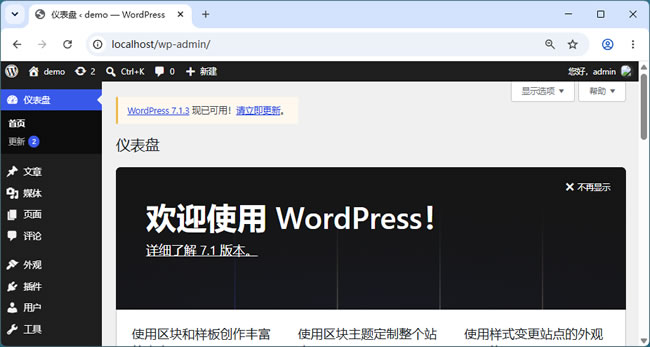 仪表盘 ‹ demo — WordPress
localhost/wp-admin/
demo 2 Ctrl+K 0 新建 您好，admin
仪表盘
首页
更新 2
文章
媒体
页面
评论
外观
插件
用户
工具
显示选项 帮助
WordPress 7.1.3 现已可用！请立即更新。
仪表盘
不再显示
欢迎使用 WordPress！
详细了解 7.1 版本。
使用区块和样板创作丰富 使用区块主题定制整个站 使用样式变更站点的外观